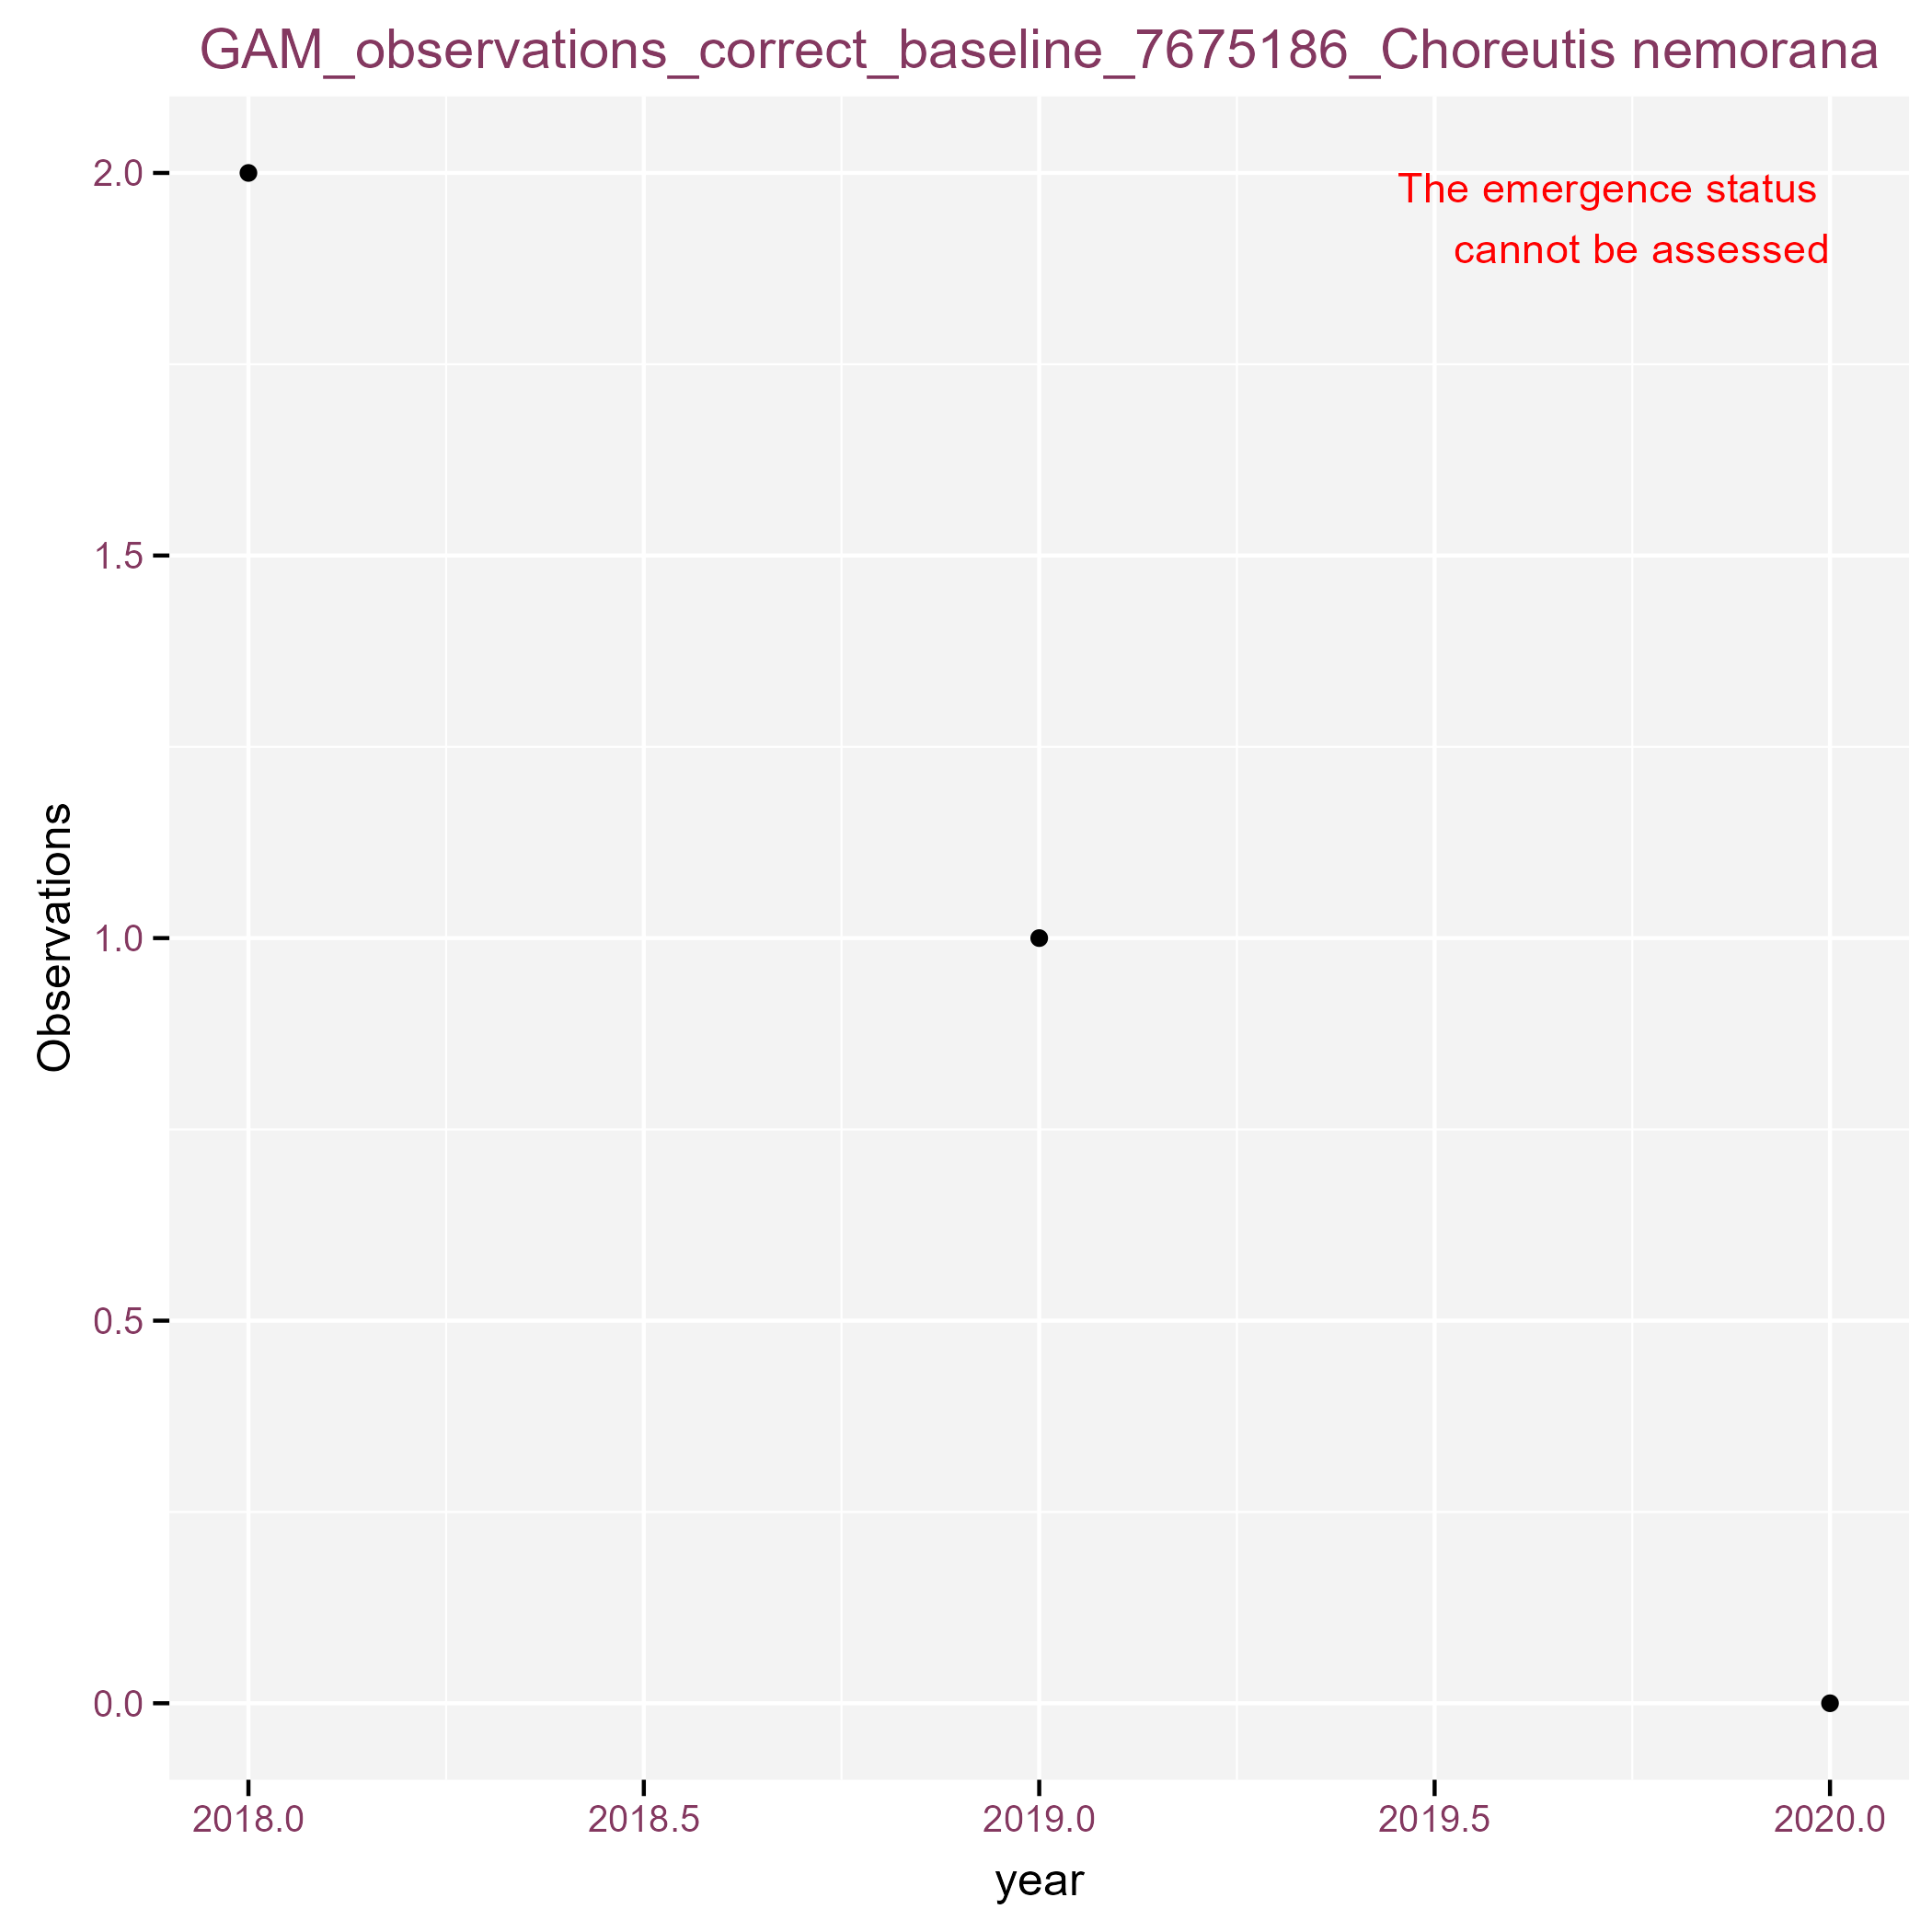 GAM_observations_correct_baseline_7675186_Choreutis nemorana
The emergence status
cannot be assessed
Observations
2.0
1.5
1.0
0.5
0.0
2018.0 2018.5 2019.0 2019.5 2020.0
year